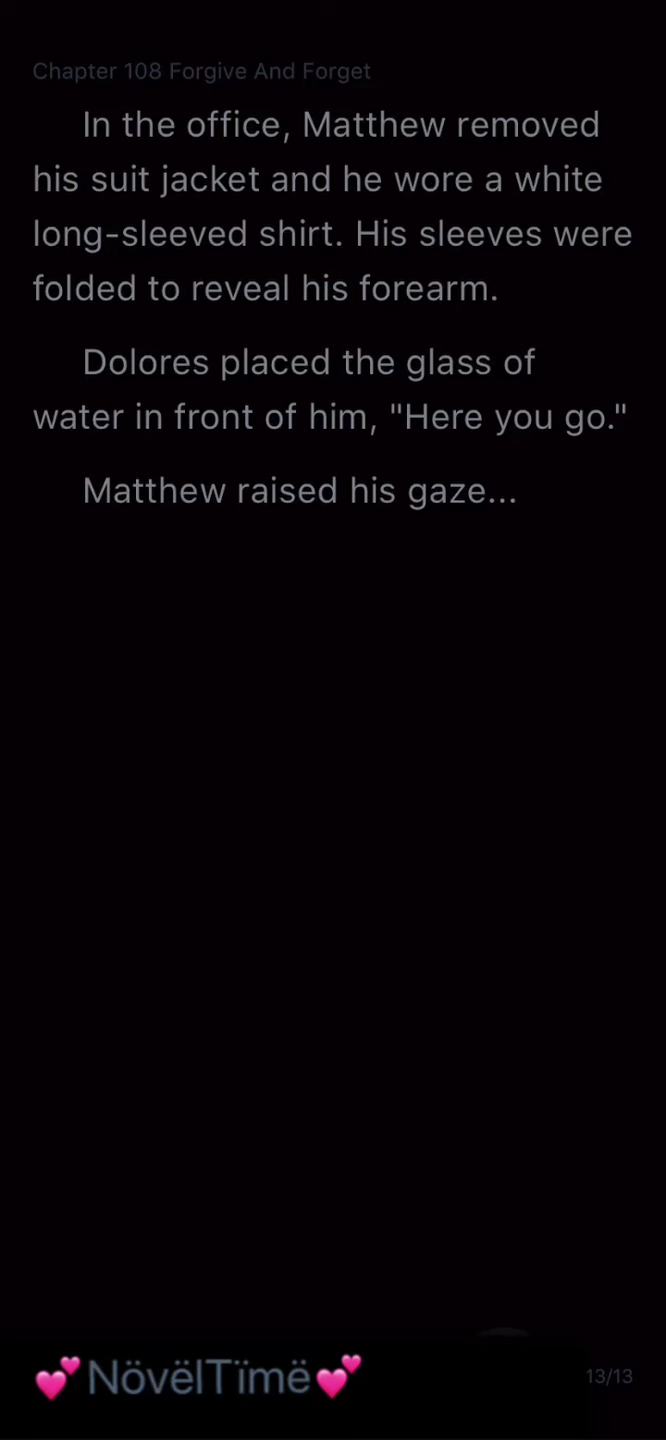 Chapter 108 Forgive And Forget
In the office, Matthew removed
his suit jacket and he wore a white
long-sleeved shirt. His sleeves were
folded to reveal his forearm.
Dolores placed the glass of
water in front of him, "Here you go."
Matthew raised his gaze...
💕NövëlTïmë💕
13/13